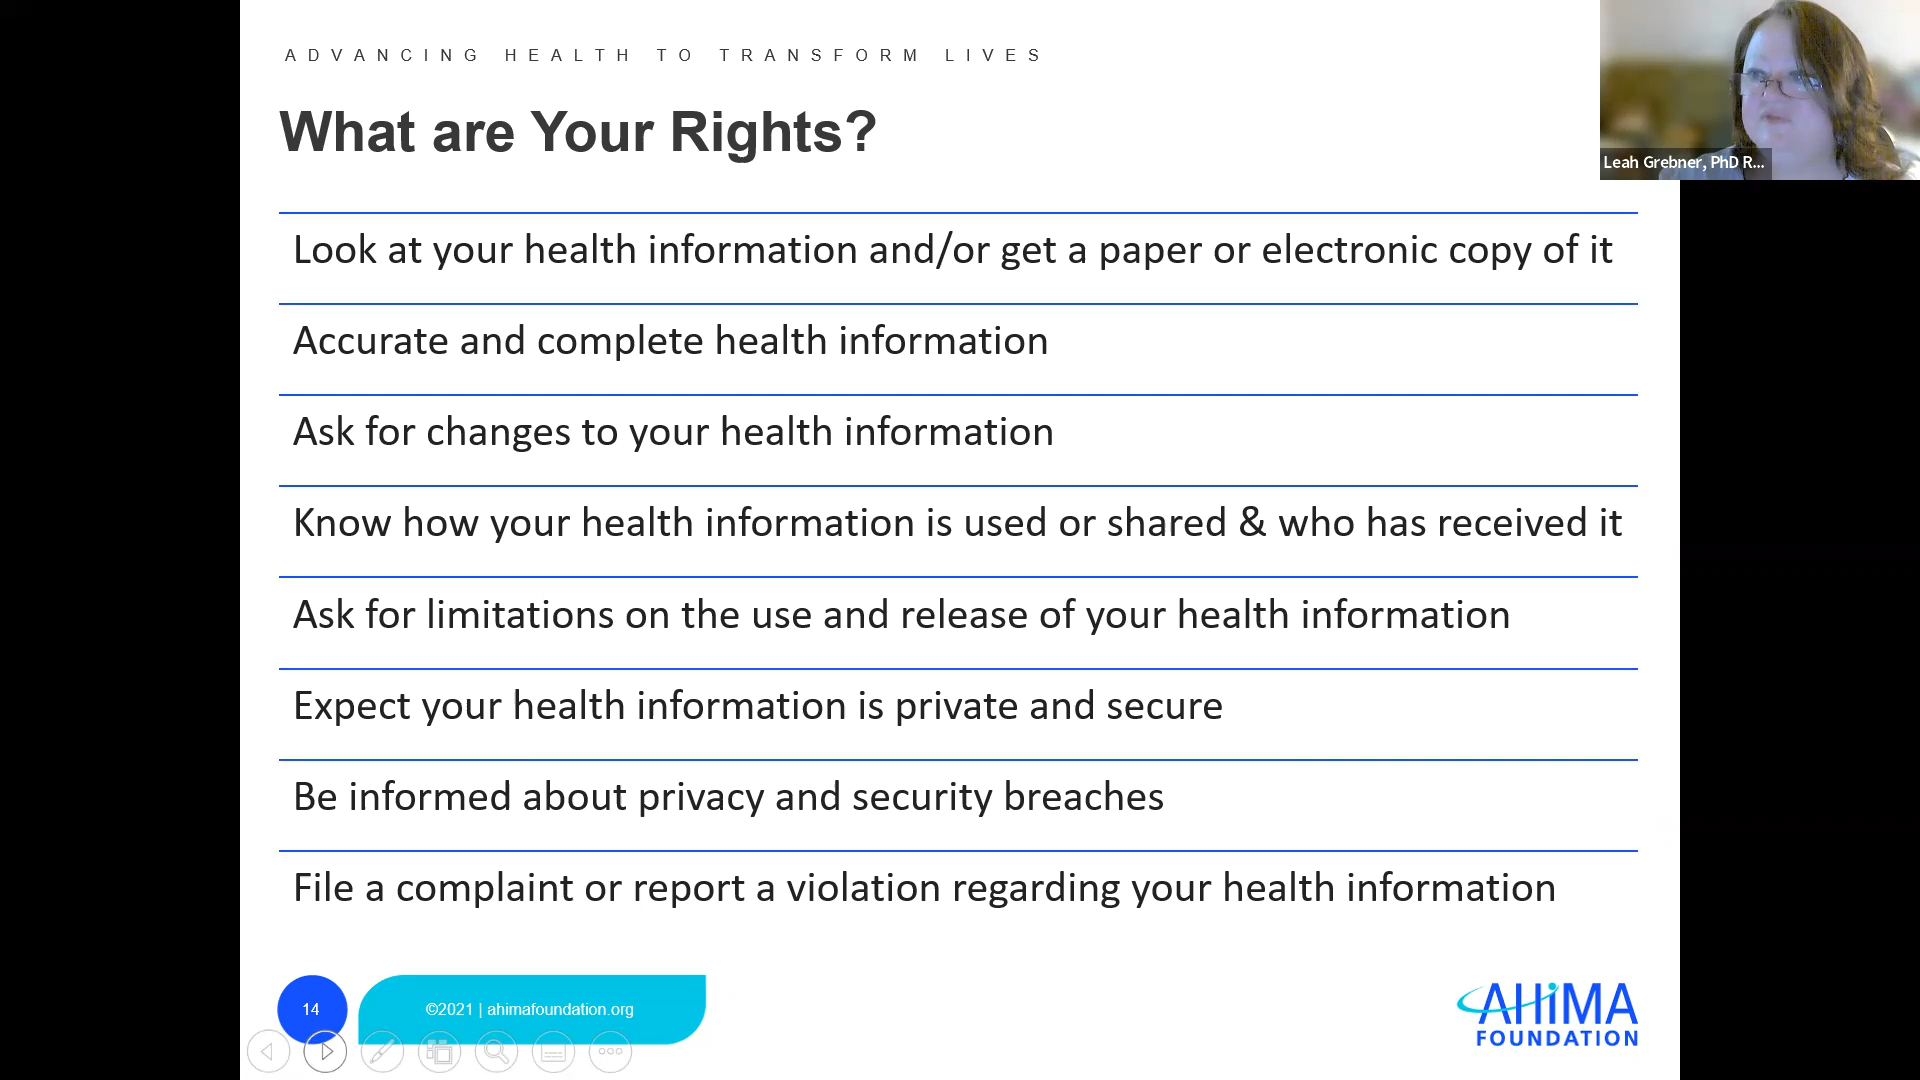 ADVANCING HEALTH TO TRANSFORM LIVES
What are Your Rights?
Leah Grebner, PhD R...
Look at your health information and/or get a paper or electronic copy of it
Accurate and complete health information
Ask for changes to your health information
Know how your health information is used or shared & who has received it
Ask for limitations on the use and release of your health information
Expect your health information is private and secure
Be informed about privacy and security breaches
File a complaint or report a violation regarding your health information
14
©2021 | ahimafoundation.org
AHiMA
FOUNDATION